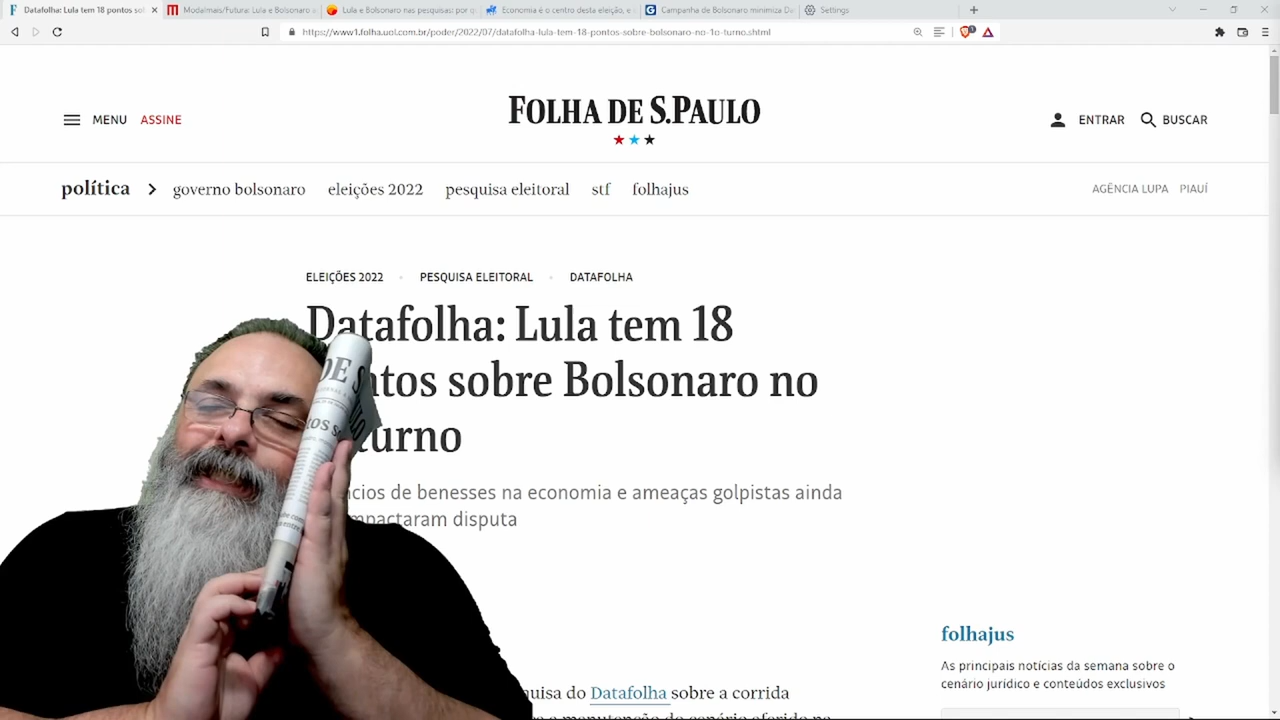 Datafolha: Lula tem 18 pontos sol
Modalmais/Futura: Lula e Bolsonaro a
Lula e Bolsonaro nas pesquisas: por q
Economia é o centro desta eleição, e
Campanha de Bolsonaro minimiza Da
Settings
https://www1.folha.uol.com.br/poder/2022/07/datafolha-lula-tem-18-pontos-sobre-bolsonaro-no-1o-turno.shtml
MENU ASSINE
FOLHA DE S.PAULO
ENTRAR BUSCAR
política governo bolsonaro eleições 2022 pesquisa eleitoral stf folhajus
AGÊNCIA LUPA PIAUÍ
ELEIÇÕES 2022 PESQUISA ELEITORAL DATAFOLHA
Datafolha: Lula tem 18
ntos sobre Bolsonaro no
turno
cios de benesses na economia e ameaças golpistas ainda
mpactaram disputa
DE S
folhajus
As principais notícias da semana sobre o
cenário jurídico e conteúdos exclusivos
uisa do Datafolha sobre a corrida